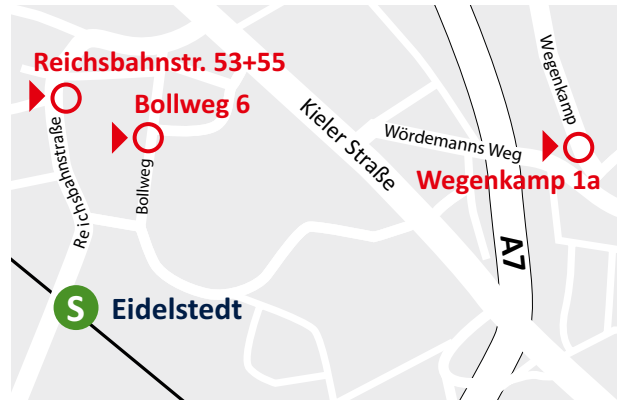 Reichsbahnstr. 53+55
Bollweg 6
Wegenkamp
Kieler Straße
Wördemanns Weg
Wegenkamp 1a
Reichsbahnstraße
Bollweg
A7
S Eidelstedt